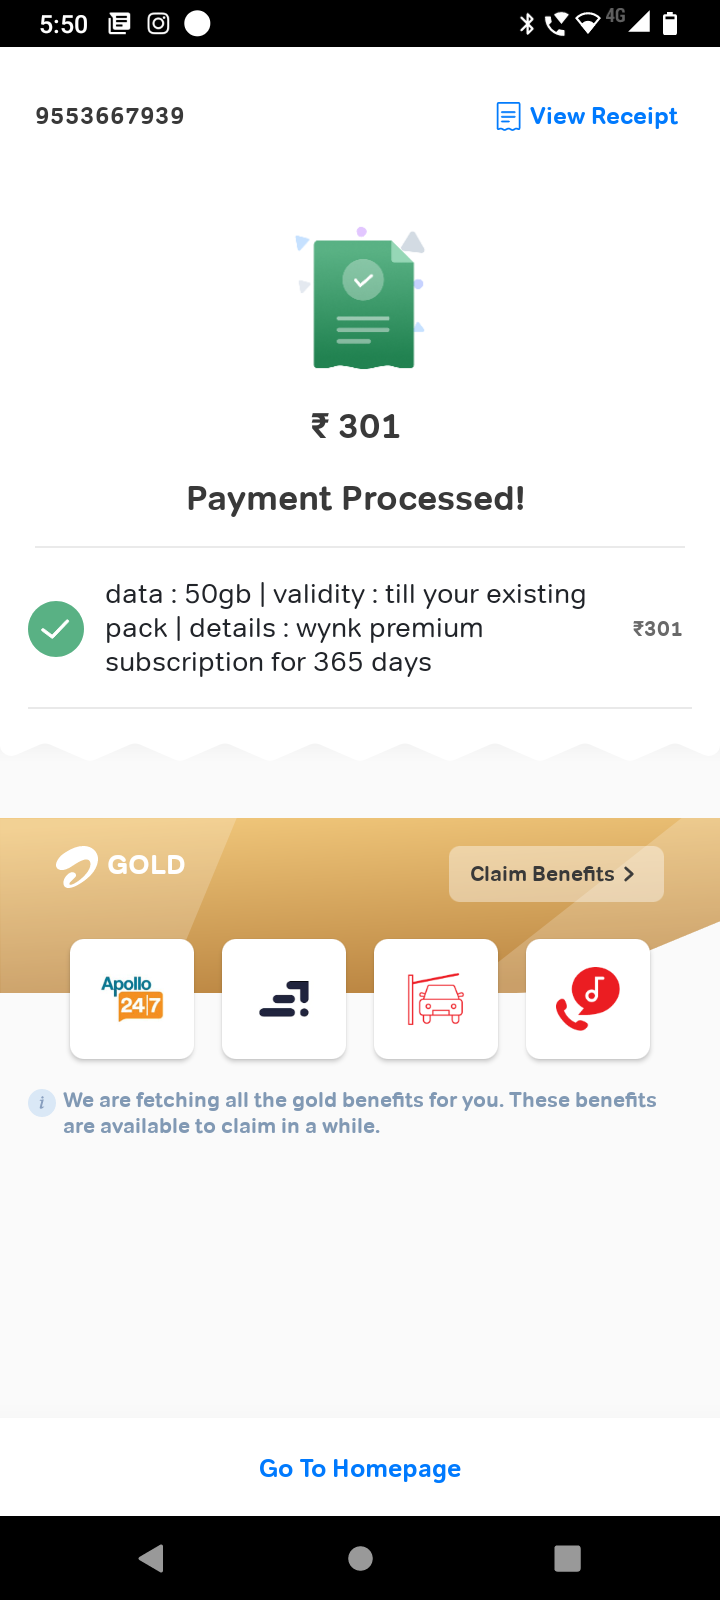 5:50
4G
9553667939
View Receipt
₹ 301
Payment Processed!
data : 50gb | validity : till your existing
pack | details : wynk premium
subscription for 365 days
₹301
GOLD
Claim Benefits
Apollo
24|7
i
We are fetching all the gold benefits for you. These benefits
are available to claim in a while.
Go To Homepage